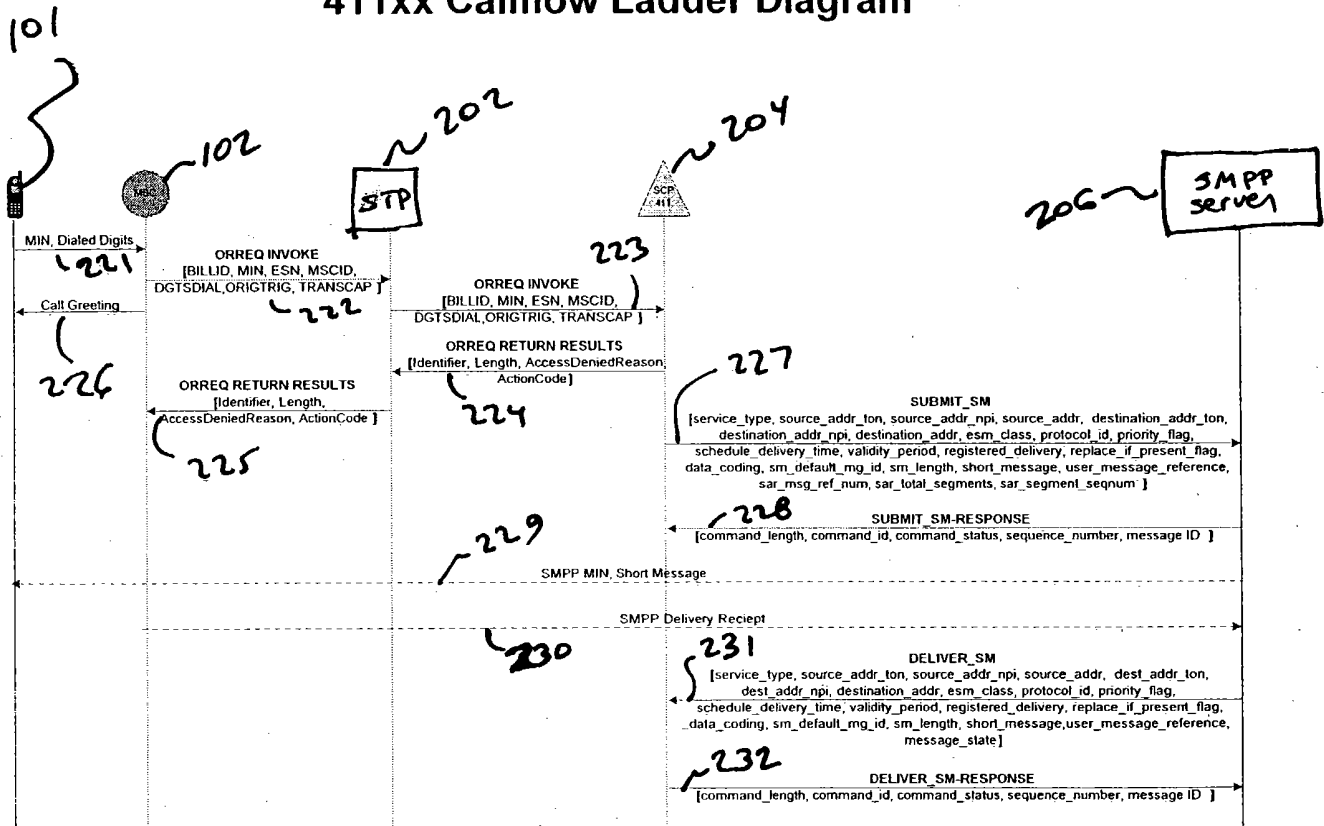 411xx Callflow Ladder Diagram
101
102
202
204
206
MSC
STP
SCP
411
SMPP
server
MIN, Dialed Digits
221
ORREQ INVOKE
[BILLID, MIN, ESN, MSCID,
DGTSDIAL,ORIGTRIG, TRANSCAP ]
222
223
ORREQ INVOKE
[BILLID, MIN, ESN, MSCID,
DGTSDIAL,ORIGTRIG, TRANSCAP ]
Call Greeting
226
ORREQ RETURN RESULTS
[Identifier, Length, AccessDeniedReason,
ActionCode]
224
ORREQ RETURN RESULTS
[Identifier, Length,
AccessDeniedReason, ActionCode ]
225
227
SUBMIT_SM
[service_type, source_addr_ton, source_addr_npi, source_addr, destination_addr_ton,
destination_addr_npi, destination_addr, esm_class, protocol_id, priority_flag,
schedule_delivery_time, validity_period, registered_delivery, replace_if_present_flag,
data_coding, sm_default_mg_id, sm_length, short_message, user_message_reference,
sar_msg_ref_num, sar_total_segments, sar_segment_seqnum ]
228
SUBMIT_SM-RESPONSE
[command_length, command_id, command_status, sequence_number, message ID ]
229
SMPP MIN, Short Message
SMPP Delivery Reciept
230
231
DELIVER_SM
[service_type, source_addr_ton, source_addr_npi, source_addr, dest_addr_ton,
dest_addr_npi, destination_addr, esm_class, protocol_id, priority_flag,
schedule_delivery_time, validity_period, registered_delivery, replace_if_present_flag,
data_coding, sm_default_mg_id, sm_length, short_message,user_message_reference,
message_state]
232
DELIVER_SM-RESPONSE
[command_length, command_id, command_status, sequence_number, message ID ]